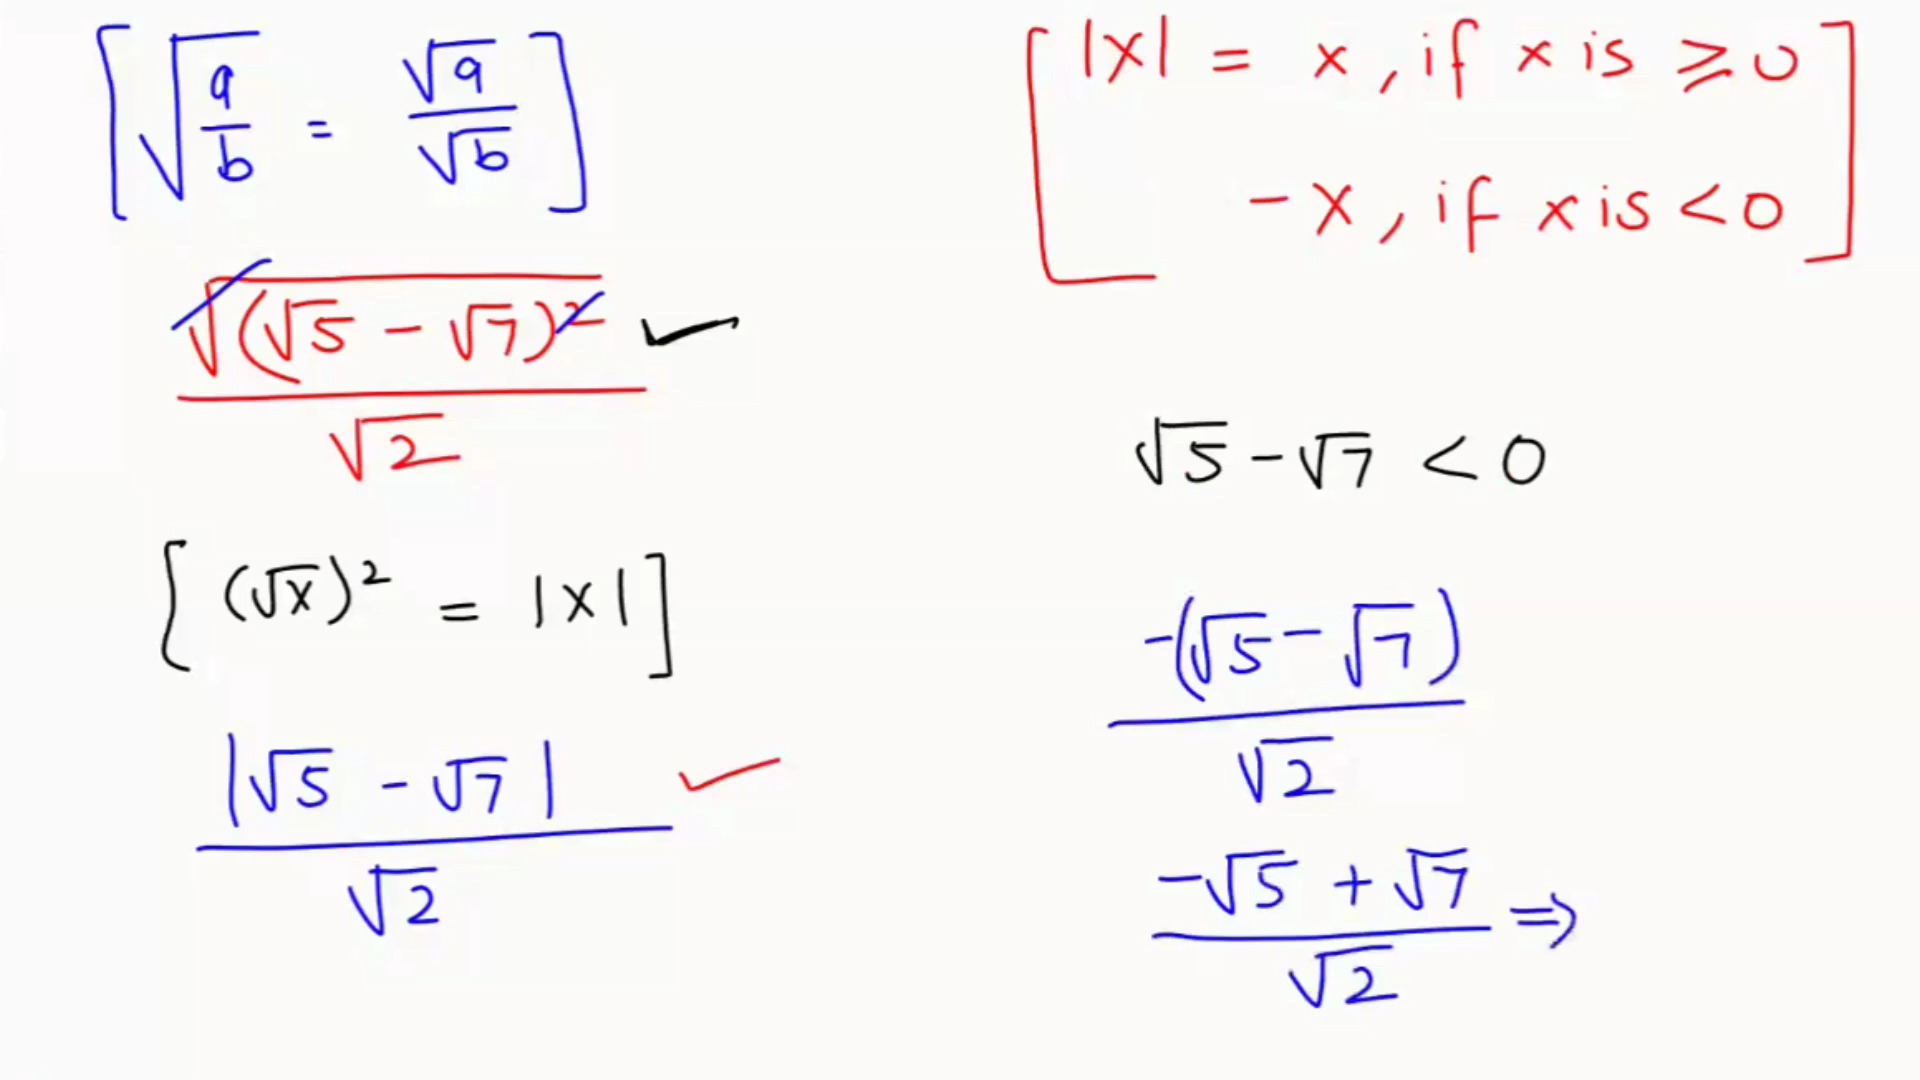 [√(a/b) = √a/√b]
√((√5 - √7)²)/√2
[(√x)² = |x|]
|√5 - √7|/√2
[|x| = x, if x is ≥ 0
-x, if x is < 0]
√5 - √7 < 0
-(√5 - √7)/√2
(-√5 + √7)/√2 ⇒